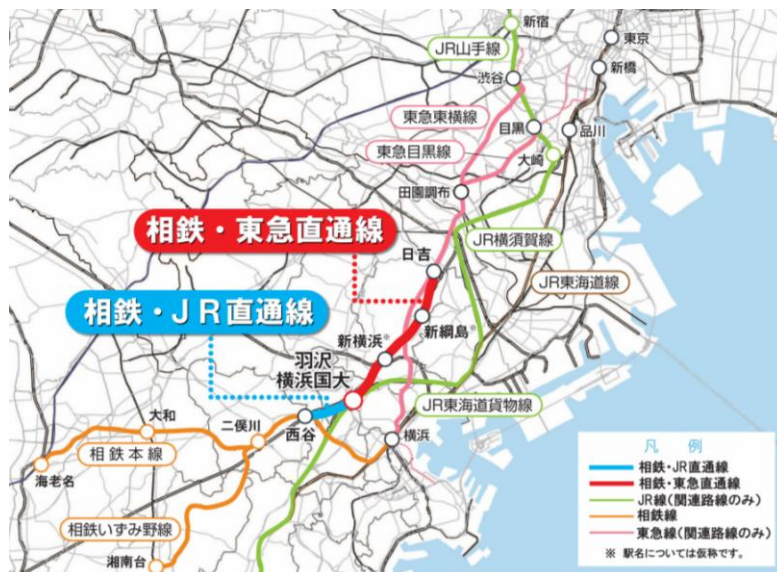 新宿
JR山手線
東京
渋谷
新橋
東急東横線
目黒
品川
東急目黒線
大崎
田園調布
相鉄・東急直通線
JR横須賀線
日吉
JR東海道線
相鉄・JR直通線
新横浜※
新綱島※
羽沢
横浜国大
JR東海道貨物線
大和
二俣川
西谷
横浜
相鉄本線
海老名
相鉄いずみ野線
湘南台
凡 例
相鉄・JR直通線
相鉄・東急直通線
JR線(関連路線のみ)
相鉄線
東急線(関連路線のみ)
※ 駅名については仮称です。